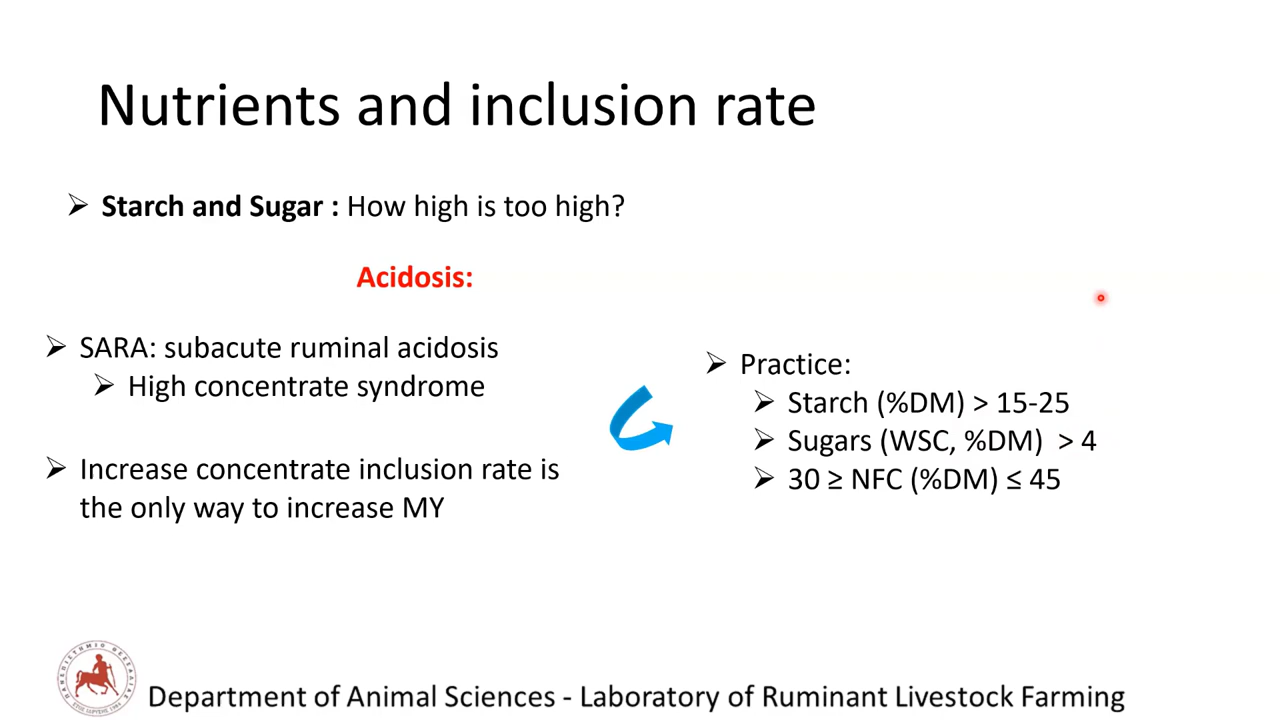 Nutrients and inclusion rate
➢ Starch and Sugar : How high is too high?
Acidosis:
➢ SARA: subacute ruminal acidosis
➢ High concentrate syndrome
➢ Increase concentrate inclusion rate is
the only way to increase MY
➢ Practice:
➢ Starch (%DM) > 15-25
➢ Sugars (WSC, %DM) > 4
➢ 30 ≥ NFC (%DM) ≤ 45
ΠΑΝΕΠΙΣΤΗΜΙΟ ΘΕΣΣΑΛΙΑΣ
Department of Animal Sciences - Laboratory of Ruminant Livestock Farming